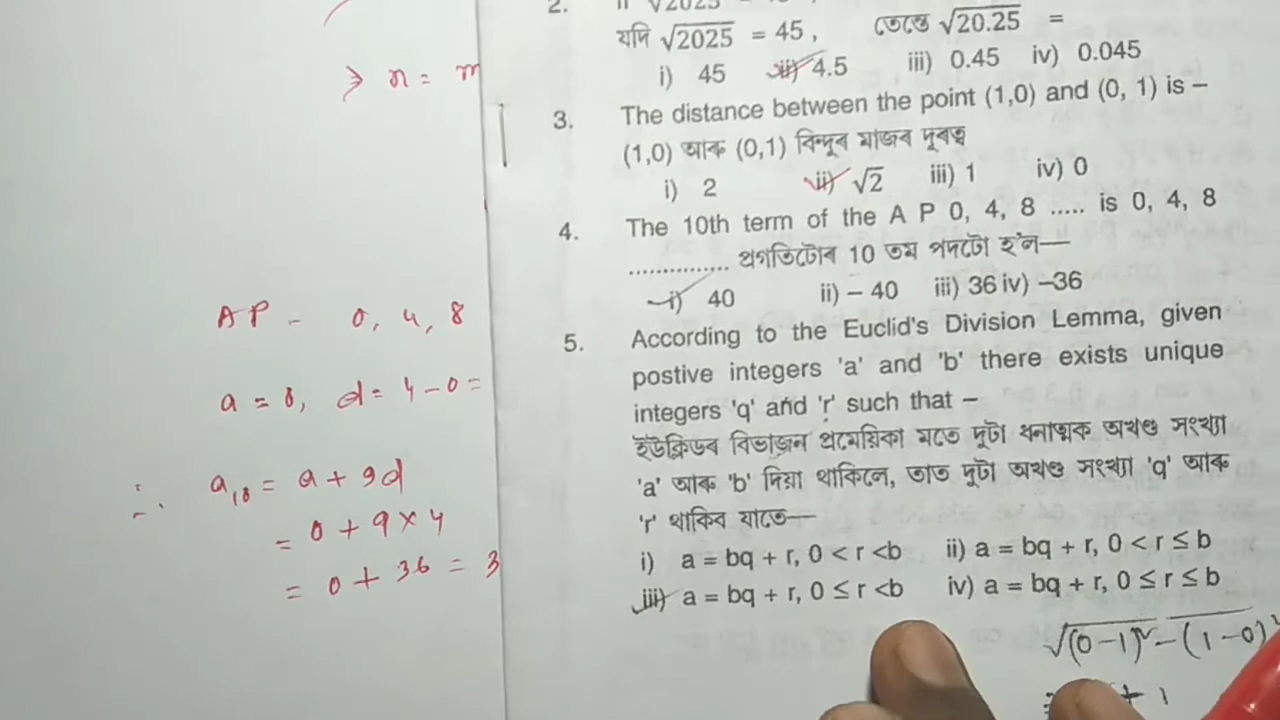 2.
যদি √2025 = 45 , তেন্তে √20.25 =
i) 45 ii) 4.5 iii) 0.45 iv) 0.045
3. The distance between the point (1,0) and (0, 1) is –
(1,0) আৰু (0,1) বিন্দুৰ মাজৰ দূৰত্ব
i) 2 ii) √2 iii) 1 iv) 0
4. The 10th term of the A P 0, 4, 8 ..... is 0, 4, 8
.............. প্ৰগতিটোৰ 10 তম পদটো হ'ল—
i) 40 ii) – 40 iii) 36 iv) –36
5. According to the Euclid's Division Lemma, given
postive integers 'a' and 'b' there exists unique
integers 'q' and 'r' such that –
ইউক্লিডৰ বিভাজন প্ৰমেয়িকা মতে দূটা ধনাত্মক অখণ্ড সংখ্যা
'a' আৰু 'b' দিয়া থাকিলে, তাত দূটা অখণ্ড সংখ্যা 'q' আৰু
'r' থাকিব যাতে—
i) a = bq + r, 0 < r <b ii) a = bq + r, 0 < r ≤ b
iii) a = bq + r, 0 ≤ r <b iv) a = bq + r, 0 ≤ r ≤ b
√(0-1)² - (1-0)
+ 1
n = m
AP - 0, 4, 8
a = 0, d = 4 - 0 =
∴ a₁₀ = a + 9d
= 0 + 9 × 4
= 0 + 36 = 3